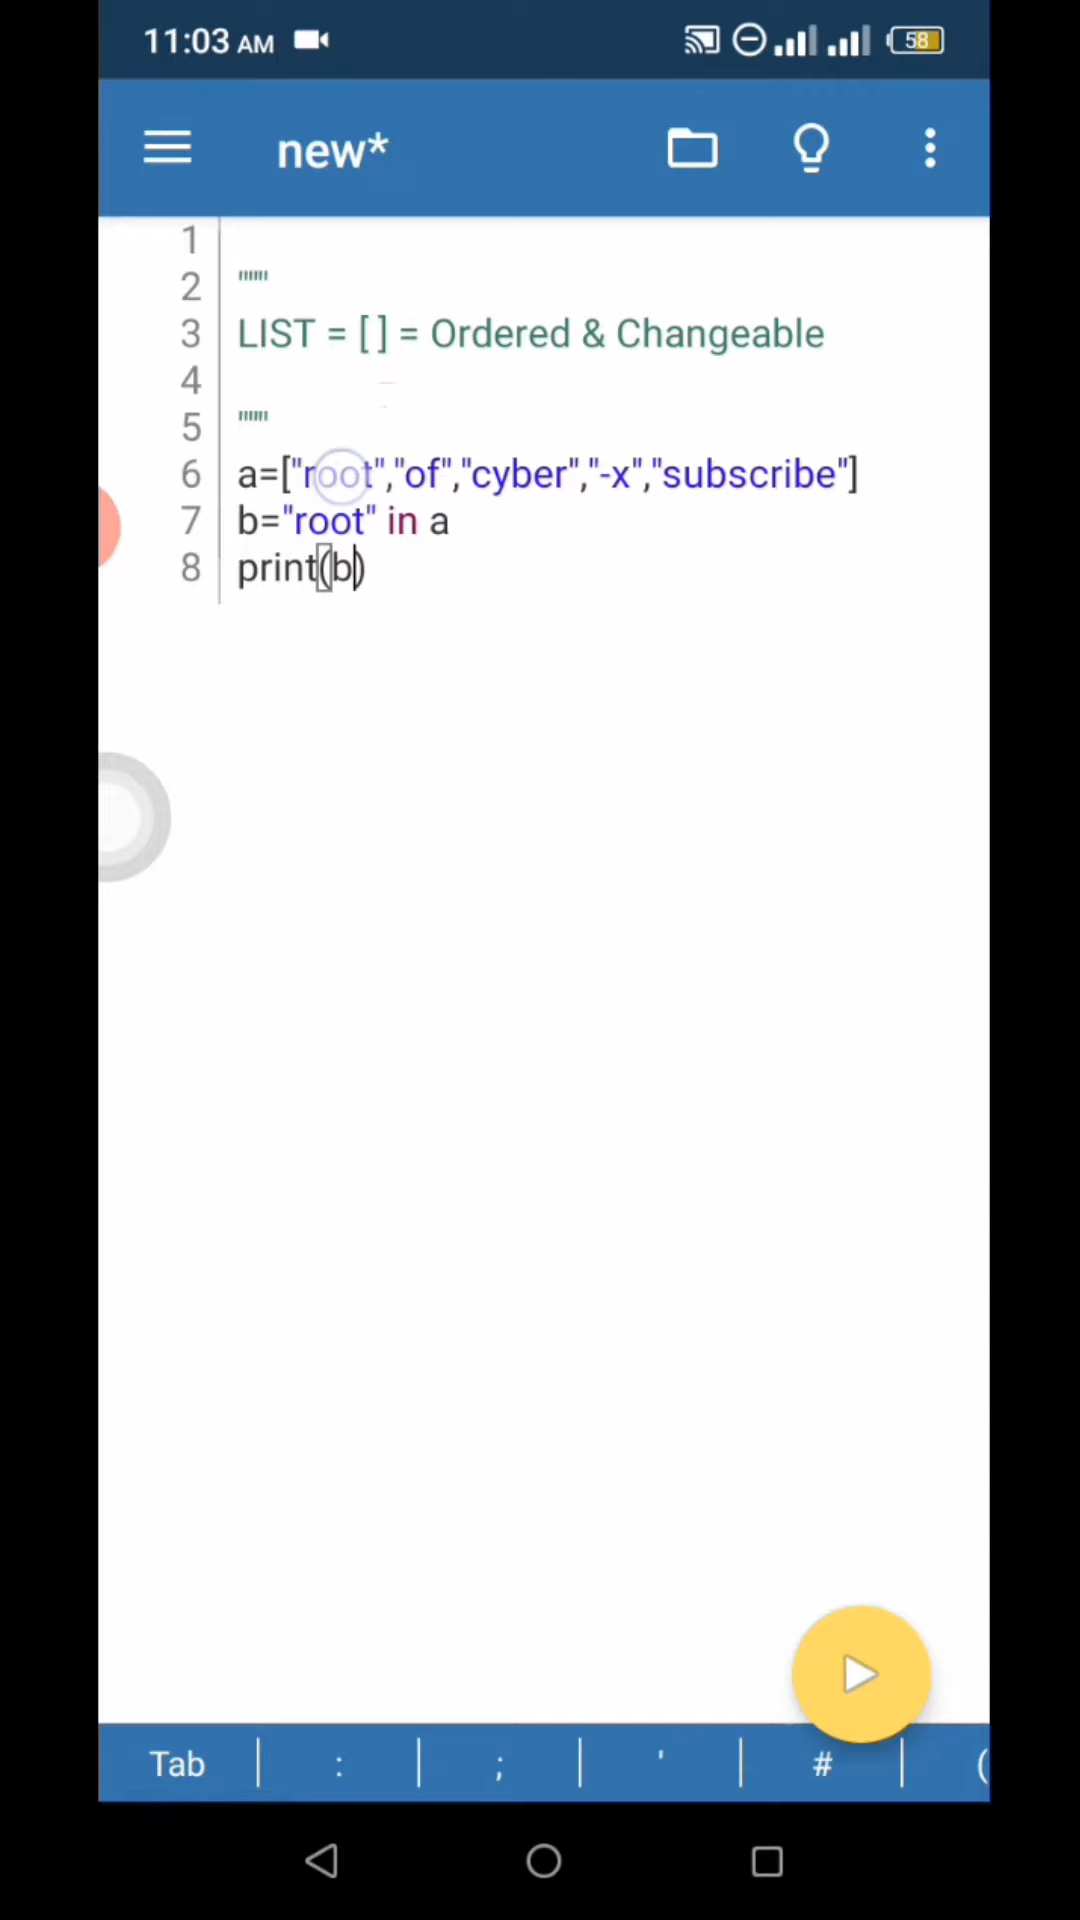 11:03 AM
58
new*
1
2 """
3 LIST = [ ] = Ordered & Changeable
4
5 """
6 a=["root","of","cyber","-x","subscribe"]
7 b="root" in a
8 print(b)
Tab : ; ' # (